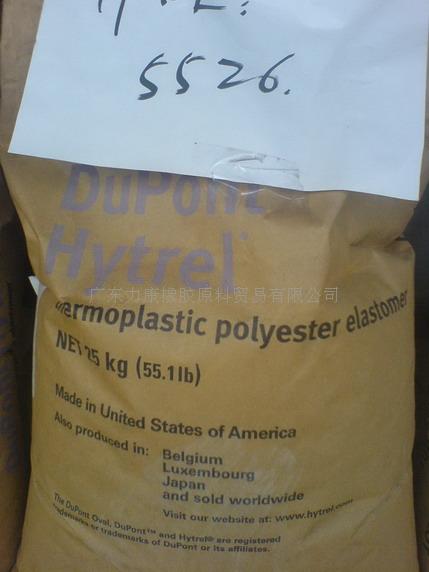 5526.
DuPont
Hytrel®
广东力康橡胶原料贸易有限公司
thermoplastic polyester elastomer
NET 25 kg (55.1lb)
Made in United States of America
Also produced in: Belgium
Luxembourg
Japan
and sold worldwide
Visit our website at: www.hytrel.com
The DuPont Oval, DuPont™ and Hytrel® are registered
trademarks or trademarks of DuPont or its affiliates.